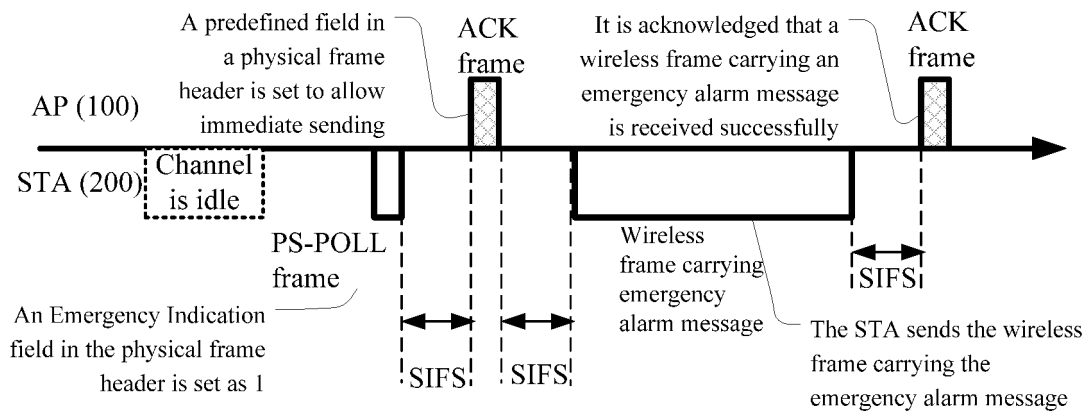 A predefined field in
a physical frame
header is set to allow
immediate sending
ACK
frame
It is acknowledged that a
wireless frame carrying an
emergency alarm message
is received successfully
ACK
frame
AP (100)
STA (200)
Channel
is idle
PS-POLL
frame
An Emergency Indication
field in the physical frame
header is set as 1
SIFS
SIFS
Wireless
frame carrying
emergency
alarm message
SIFS
The STA sends the wireless
frame carrying the
emergency alarm message